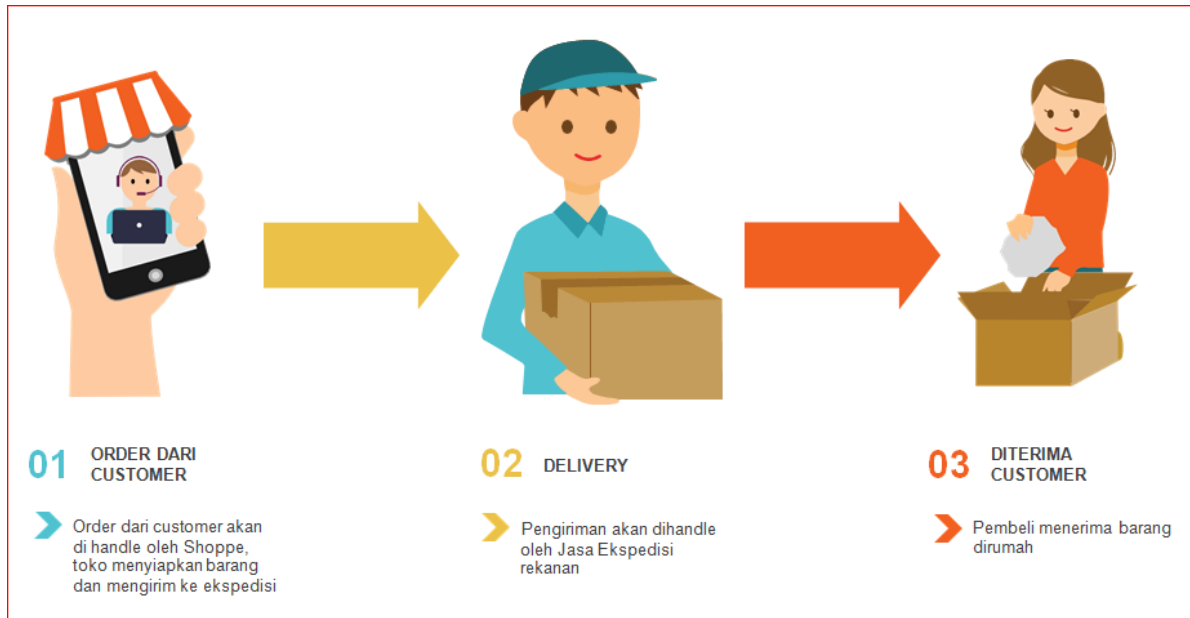 01 ORDER DARI
CUSTOMER
Order dari customer akan
di handle oleh Shoppe,
toko menyiapkan barang
dan mengirim ke ekspedisi
02 DELIVERY
Pengiriman akan dihandle
oleh Jasa Ekspedisi
rekanan
03 DITERIMA
CUSTOMER
Pembeli menerima barang
dirumah